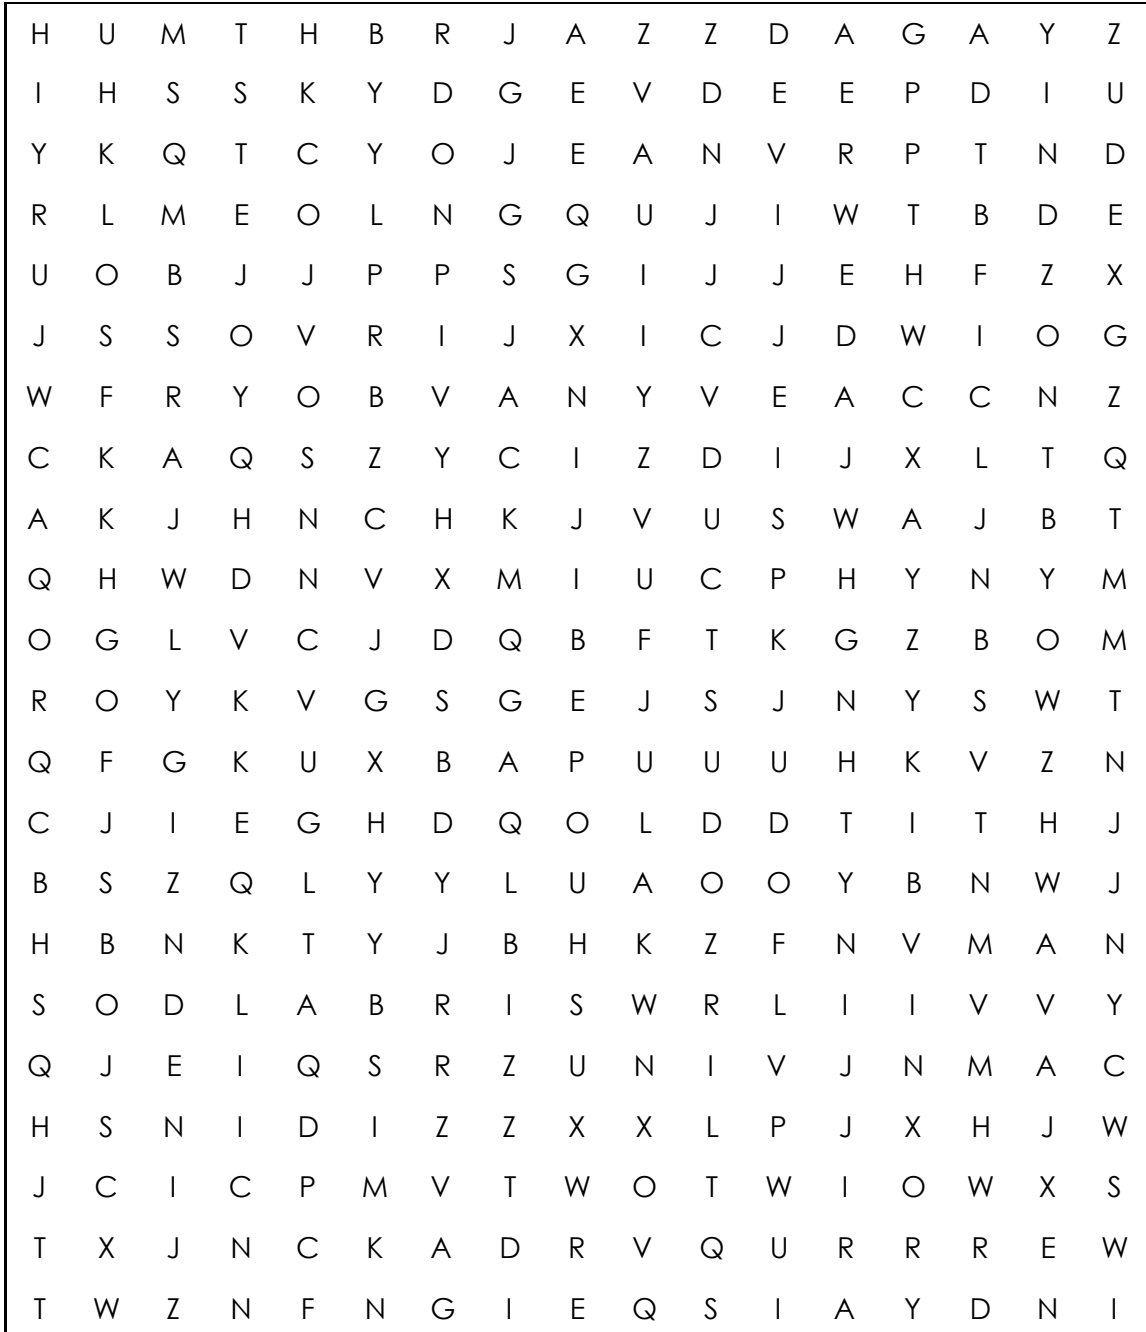 H U M T H B R J A Z Z D A G A Y Z
I H S S K Y D G E V D E E P D I U
Y K Q T C Y O J E A N V R P T N D
R L M E O L N G Q U J I W T B D E
U O B J J P P S G I J J E H F Z X
J S S O V R I J X I C J D W I O G
W F R Y O B V A N Y V E A C C N Z
C K A Q S Z Y C I Z D I J X L T Q
A K J H N C H K J V U S W A J B T
Q H W D N V X M I U C P H Y N Y M
O G L V C J D Q B F T K G Z B O M
R O Y K V G S G E J S J N Y S W T
Q F G K U X B A P U U U H K V Z N
C J I E G H D Q O L D D T I T H J
B S Z Q L Y Y L U A O O Y B N W J
H B N K T Y J B H K Z F N V M A N
S O D L A B R I S W R L I I V V Y
Q J E I Q S R Z U N I V J N M A C
H S N I D I Z Z X X L P J X H J W
J C I C P M V T W O T W I O W X S
T X J N C K A D R V Q U R R R E W
T W Z N F N G I E Q S I A Y D N I